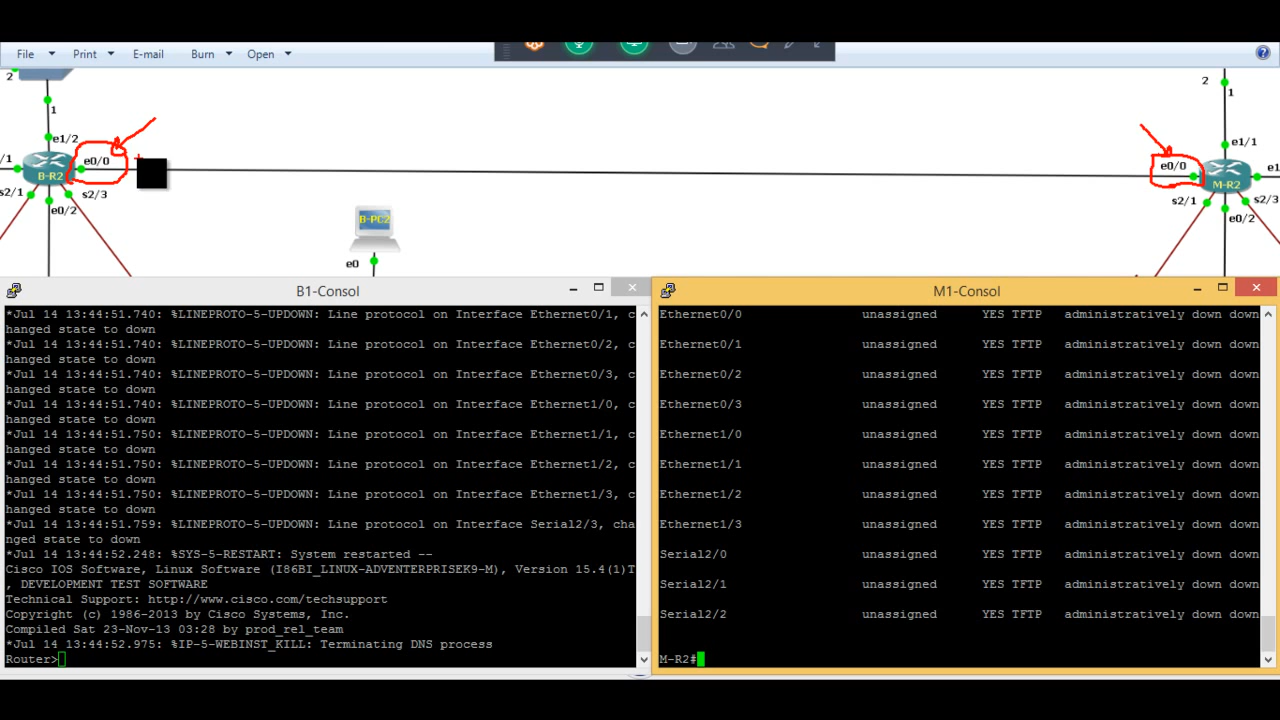 File Print E-mail Burn Open
2
1
e1/2
/1
e0/0
B-R2
s2/1
s2/3
e0/2
B-PC2
e0
2
1
e1/1
e0/0
e1
M-R2
s2/1
s2/3
e0/2
B1-Consol
*Jul 14 13:44:51.740: %LINEPROTO-5-UPDOWN: Line protocol on Interface Ethernet0/1, c
hanged state to down
*Jul 14 13:44:51.740: %LINEPROTO-5-UPDOWN: Line protocol on Interface Ethernet0/2, c
hanged state to down
*Jul 14 13:44:51.740: %LINEPROTO-5-UPDOWN: Line protocol on Interface Ethernet0/3, c
hanged state to down
*Jul 14 13:44:51.740: %LINEPROTO-5-UPDOWN: Line protocol on Interface Ethernet1/0, c
hanged state to down
*Jul 14 13:44:51.750: %LINEPROTO-5-UPDOWN: Line protocol on Interface Ethernet1/1, c
hanged state to down
*Jul 14 13:44:51.750: %LINEPROTO-5-UPDOWN: Line protocol on Interface Ethernet1/2, c
hanged state to down
*Jul 14 13:44:51.750: %LINEPROTO-5-UPDOWN: Line protocol on Interface Ethernet1/3, c
hanged state to down
*Jul 14 13:44:51.759: %LINEPROTO-5-UPDOWN: Line protocol on Interface Serial2/3, cha
nged state to down
*Jul 14 13:44:52.248: %SYS-5-RESTART: System restarted --
Cisco IOS Software, Linux Software (I86BI_LINUX-ADVENTERPRISEK9-M), Version 15.4(1)T
, DEVELOPMENT TEST SOFTWARE
Technical Support: http://www.cisco.com/techsupport
Copyright (c) 1986-2013 by Cisco Systems, Inc.
Compiled Sat 23-Nov-13 03:28 by prod_rel_team
*Jul 14 13:44:52.975: %IP-5-WEBINST_KILL: Terminating DNS process
Router>
M1-Consol
Ethernet0/0 unassigned YES TFTP administratively down down
Ethernet0/1 unassigned YES TFTP administratively down down
Ethernet0/2 unassigned YES TFTP administratively down down
Ethernet0/3 unassigned YES TFTP administratively down down
Ethernet1/0 unassigned YES TFTP administratively down down
Ethernet1/1 unassigned YES TFTP administratively down down
Ethernet1/2 unassigned YES TFTP administratively down down
Ethernet1/3 unassigned YES TFTP administratively down down
Serial2/0 unassigned YES TFTP administratively down down
Serial2/1 unassigned YES TFTP administratively down down
Serial2/2 unassigned YES TFTP administratively down down
M-R2#